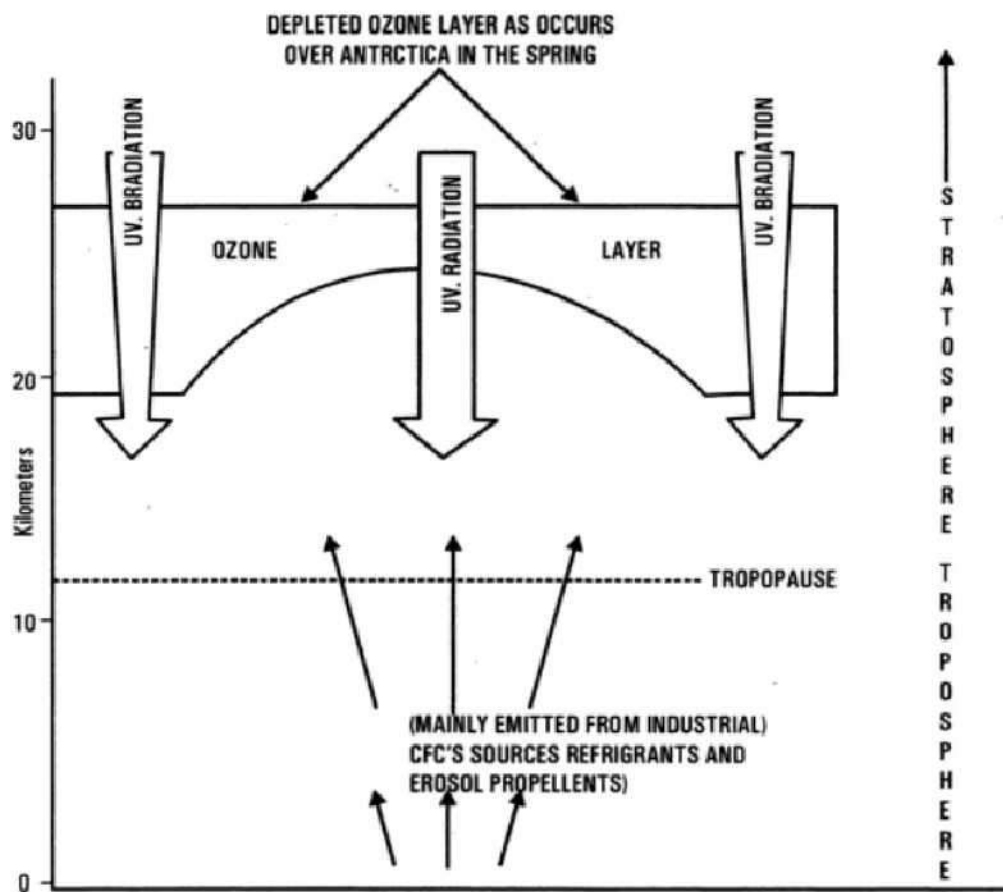 DEPLETED OZONE LAYER AS OCCURS
OVER ANTRCTICA IN THE SPRING
30
UV. BRADIATION
UV. RADIATION
UV. BRADIATION
OZONE
LAYER
20
Kilometers
TROPOPAUSE
10
(MAINLY EMITTED FROM INDUSTRIAL)
CFC'S SOURCES REFRIGRANTS AND
EROSOL PROPELLENTS)
0
STRATOSPHERE
TROPOSPHERE